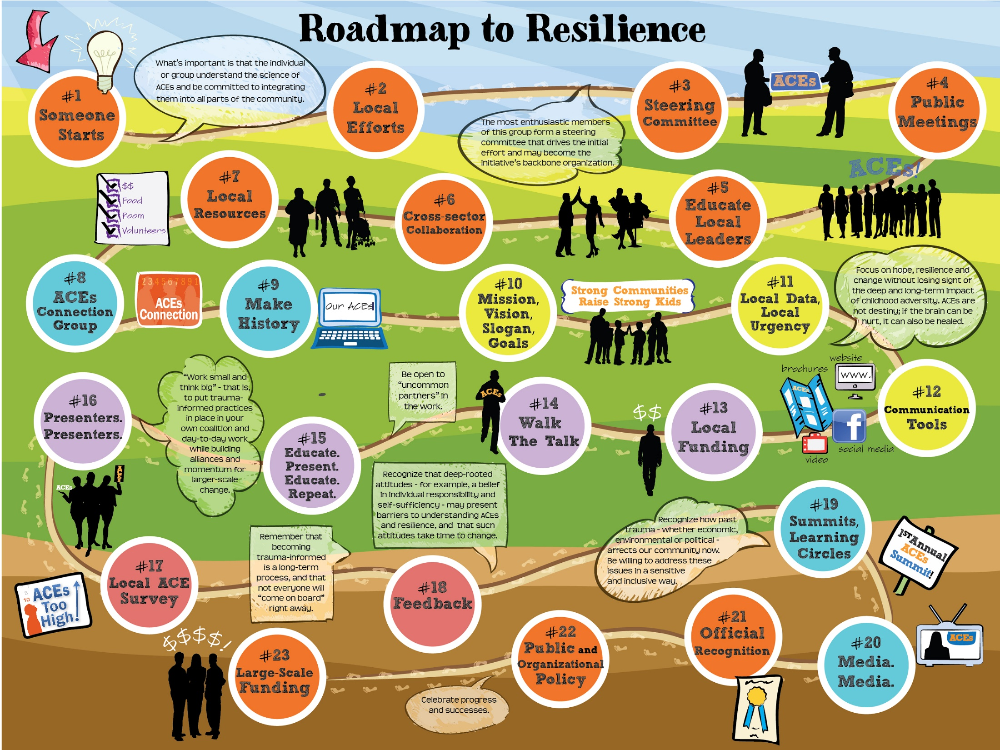 Roadmap to Resilience
#1
Someone
Starts
What's important is that the individual
or group understand the science of
ACEs and be committed to integrating
them into all parts of the community.
#2
Local
Efforts
The most enthusiastic members
of this group form a steering
committee that drives the initial
effort and may become the
initiative's backbone organization.
#3
Steering
Committee
ACEs
#4
Public
Meetings
ACEs!
#5
Educate
Local
Leaders
#6
Cross-sector
Collaboration
#7
Local
Resources
$$
Food
Room
Volunteers
#8
ACEs
Connection
Group
234567891
ACEs
Connection
#9
Make
History
Our ACEs
#10
Mission,
Vision,
Slogan,
Goals
Strong Communities
Raise Strong Kids
#11
Local Data,
Local
Urgency
Focus on hope, resilience and
change without losing sight of
the deep and long-term impact
of childhood adversity. ACEs are
not destiny; if the brain can be
hurt, it can also be healed.
#12
Communication
Tools
website
www.
brochures
ACEs
f
social media
video
#13
Local
Funding
$$
#14
Walk
The Talk
ACEs
Be open to
“uncommon
partners” in
the work.
#15
Educate.
Present.
Educate.
Repeat.
“Work small and
think big” - that is,
to put trauma-
informed practices
in place in your
own coalition and
day-to-day work
while building
alliances and
momentum for
larger-scale
change.
#16
Presenters.
Presenters.
ACEs
ACEs
#17
Local ACE
Survey
8
10
ACEs
Too
High!
Remember that
becoming
trauma-informed
is a long-term
process, and that
not everyone will
“come on board”
right away.
#18
Feedback
Recognize that deep-rooted
attitudes - for example, a belief
in individual responsibility and
self-sufficiency - may present
barriers to understanding ACEs
and resilience, and that such
attitudes take time to change.
Recognize how past
trauma - whether economic,
environmental or political -
affects our community now.
Be willing to address these
issues in a sensitive
and inclusive way.
#19
Summits,
Learning
Circles
1ST Annual
ACEs
Summit!
#20
Media.
Media.
ACEs
#21
Official
Recognition
#22
Public and
Organizational
Policy
Celebrate progress
and successes.
#23
Large-Scale
Funding
$$$$!